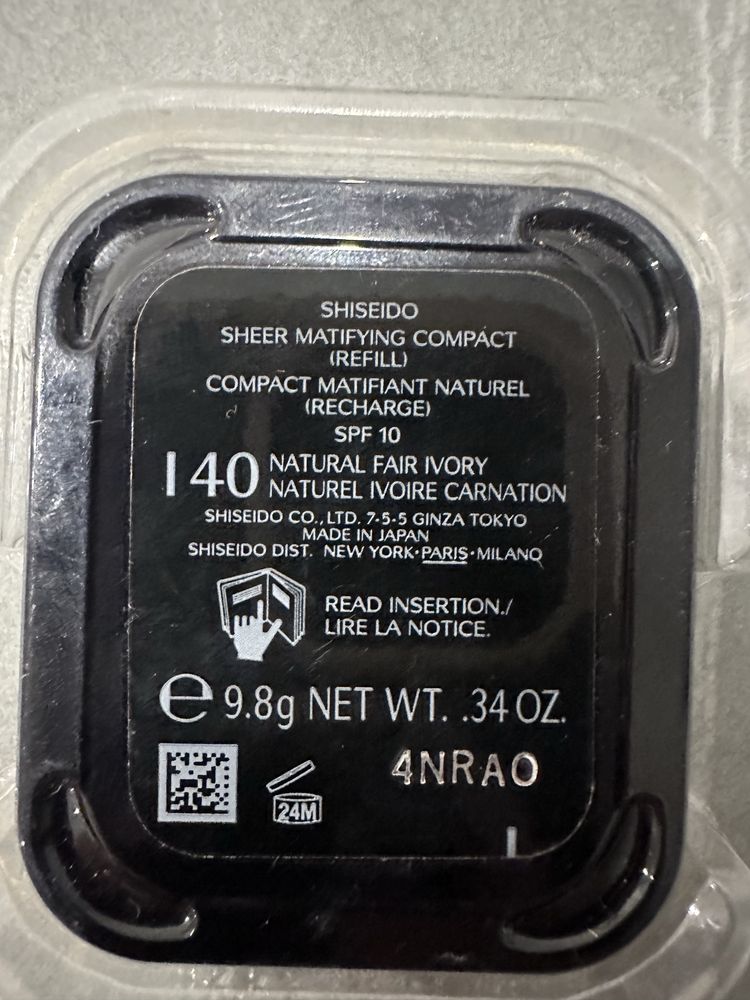 SHISEIDO
SHEER MATIFYING COMPACT
(REFILL)
COMPACT MATIFIANT NATUREL
(RECHARGE)
SPF 10
I 40 NATURAL FAIR IVORY
NATUREL IVOIRE CARNATION
SHISEIDO CO.,LTD. 7-5-5 GINZA TOKYO
MADE IN JAPAN
SHISEIDO DIST. NEW YORK·PARIS·MILANO
READ INSERTION./
LIRE LA NOTICE.
℮ 9.8g NET WT. .34 OZ.
4NRAO
24M